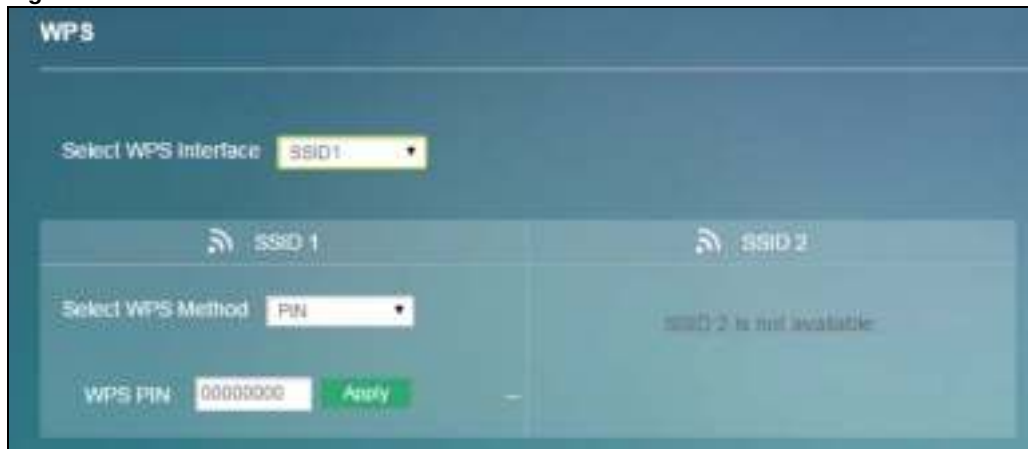 WPS
Select WPS Interface SSID1
SSID 1
SSID 2
Select WPS Method PIN
SSID 2 is not available
WPS PIN 00000000 Apply